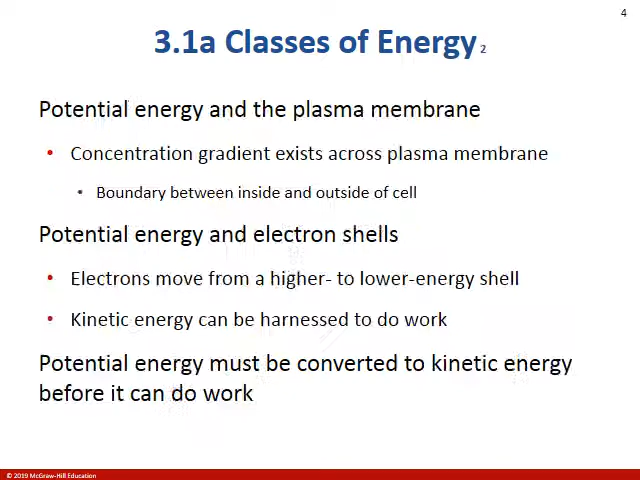 4
3.1a Classes of Energy 2
Potential energy and the plasma membrane
• Concentration gradient exists across plasma membrane
• Boundary between inside and outside of cell
Potential energy and electron shells
• Electrons move from a higher- to lower-energy shell
• Kinetic energy can be harnessed to do work
Potential energy must be converted to kinetic energy
before it can do work
© 2019 McGraw-Hill Education